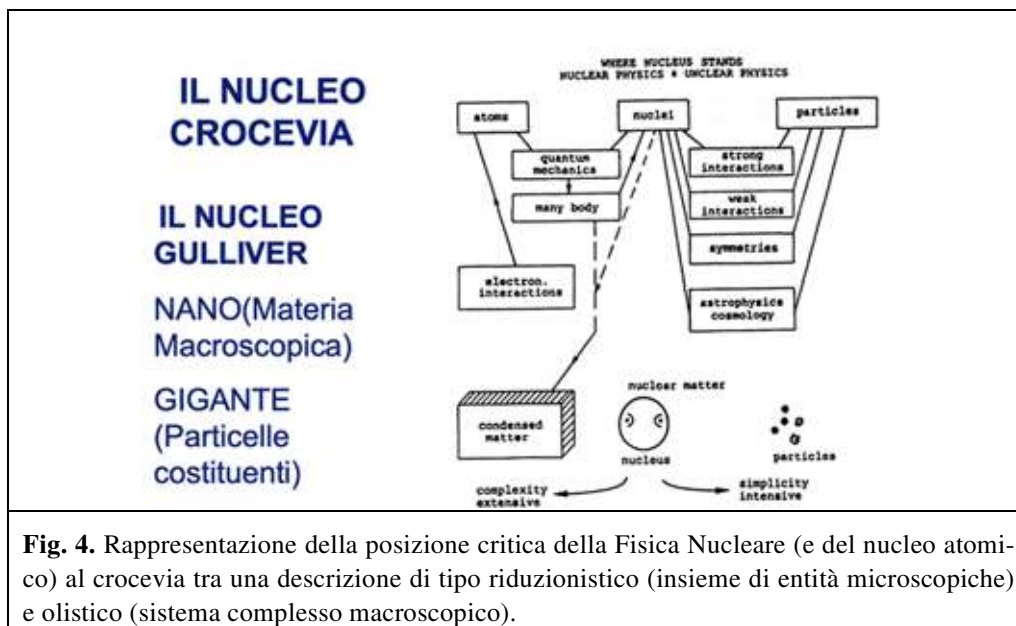 IL NUCLEO
CROCEVIA
IL NUCLEO
GULLIVER
NANO(Materia
Macroscopica)
GIGANTE
(Particelle
costituenti)
WHERE NUCLEUS STANDS
NUCLEAR PHYSICS = UNCLEAR PHYSICS
atoms
nuclei
particles
quantum
mechanics
many body
strong
interactions
weak
interactions
symmetries
electron.
interactions
astrophysics
cosmology
nuclear matter
condensed
matter
nucleus
particles
complexity
extensive
simplicity
intensive
Fig. 4. Rappresentazione della posizione critica della Fisica Nucleare (e del nucleo atomi-
co) al crocevia tra una descrizione di tipo riduzionistico (insieme di entità microscopiche)
e olistico (sistema complesso macroscopico).